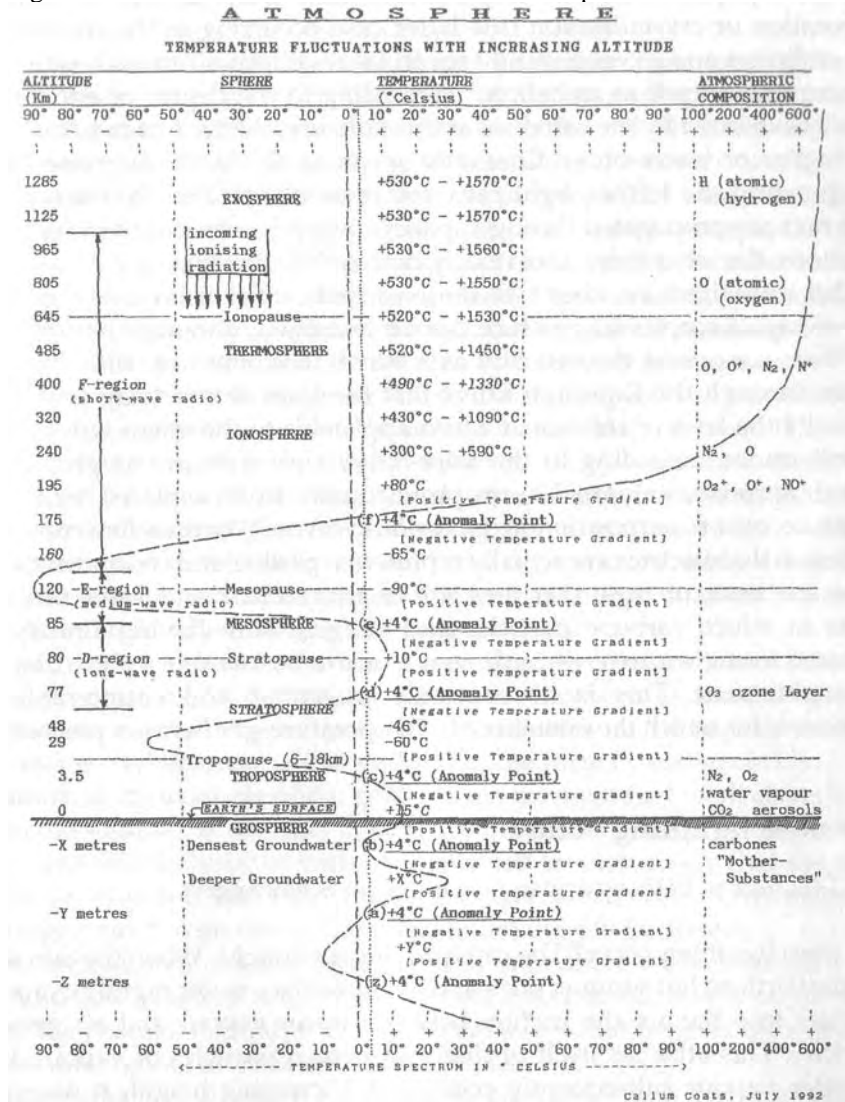 A T M O S P H E R E
TEMPERATURE FLUCTUATIONS WITH INCREASING ALTITUDE
ALTITUDE SPHERE TEMPERATURE ATMOSPHERIC
(Km) (°Celsius) COMPOSITION
90° 80° 70° 60° 50° 40° 30° 20° 10° 0° 10° 20° 30° 40° 50° 60° 70° 80° 90° 100° 200° 400° 600°
1285 +530°C - +1570°C H (atomic)
EXOSPHERE (hydrogen)
1125 +530°C - +1570°C
incoming
965 ionising +530°C - +1560°C
radiation
805 +530°C - +1550°C O (atomic)
(oxygen)
645 +520°C - +1530°C
Ionopause
485 THERMOSPHERE +520°C - +1480°C
O, O⁺, N₂, N⁺
400 F-region +490°C - +1330°C
(short-wave radio)
320 +430°C - +1090°C
IONOSPHERE
240 +300°C - +590°C N₂, O
195 +80°C O₂⁺, O⁺, NO⁺
[Positive Temperature Gradient]
175 (f)+4°C (Anomaly Point)
[Negative Temperature Gradient]
160 -65°C
120 E-region Mesopause -90°C
(medium-wave radio) [Positive Temperature Gradient]
85 MESOSPHERE (e)+4°C (Anomaly Point)
[Negative Temperature Gradient]
80 D-region Stratopause +10°C
(long-wave radio) [Positive Temperature Gradient]
77 (d)+4°C (Anomaly Point) O₃ ozone Layer
STRATOSPHERE [Negative Temperature Gradient]
48 -46°C
29 -60°C
Tropopause (6-18km) [Positive Temperature Gradient]
3.5 TROPOSPHERE (c)+4°C (Anomaly Point) N₂, O₂
[Negative Temperature Gradient] water vapour
0 EARTH'S SURFACE +15°C CO₂ aerosols
GEOSPHERE [Positive Temperature Gradient]
-X metres Densest Groundwater (b)+4°C (Anomaly Point) carbones
[Negative Temperature Gradient] "Mother-
Deeper Groundwater +X°C Substances"
[Positive Temperature Gradient]
-Y metres (a)+4°C (Anomaly Point)
[Negative Temperature Gradient]
+Y°C
[Positive Temperature Gradient]
-Z metres (z)+4°C (Anomaly Point)
90° 80° 70° 60° 50° 40° 30° 20° 10° 0° 10° 20° 30° 40° 50° 60° 70° 80° 90° 100° 200° 400° 600°
TEMPERATURE SPECTRUM IN ° CELSIUS
Callum Coats, July 1992